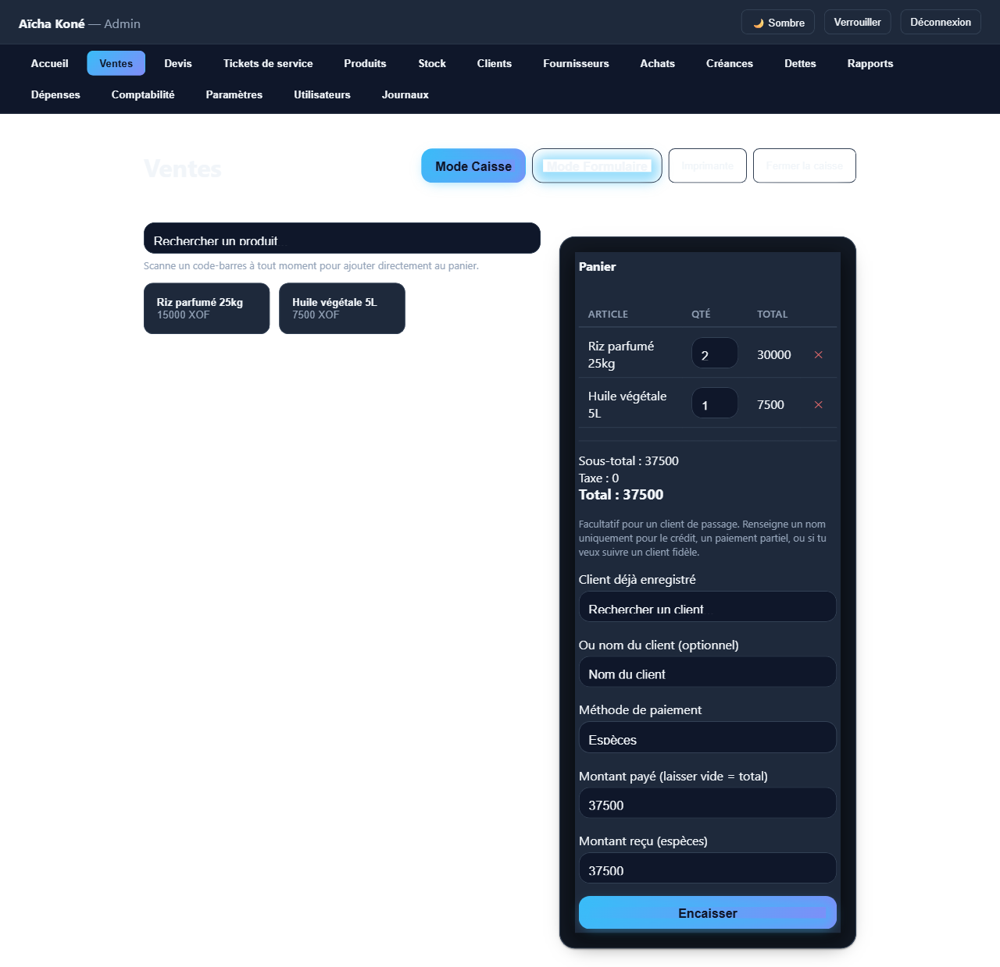 Aïcha Koné — Admin
🌙 Sombre
Verrouiller
Déconnexion
Accueil
Ventes
Devis
Tickets de service
Produits
Stock
Clients
Fournisseurs
Achats
Créances
Dettes
Rapports
Dépenses
Comptabilité
Paramètres
Utilisateurs
Journaux
Ventes
Mode Caisse
Mode Formulaire
Imprimante
Fermer la caisse
Rechercher un produit...
Scanne un code-barres à tout moment pour ajouter directement au panier.
Riz parfumé 25kg
15000 XOF
Huile végétale 5L
7500 XOF
Panier
ARTICLE QTÉ TOTAL
Riz parfumé
25kg
2
30000
×
Huile végétale
5L
1
7500
×
Sous-total : 37500
Taxe : 0
Total : 37500
Facultatif pour un client de passage. Renseigne un nom
uniquement pour le crédit, un paiement partiel, ou si tu
veux suivre un client fidèle.
Client déjà enregistré
Rechercher un client
Ou nom du client (optionnel)
Nom du client
Méthode de paiement
Espèces
Montant payé (laisser vide = total)
37500
Montant reçu (espèces)
37500
Encaisser